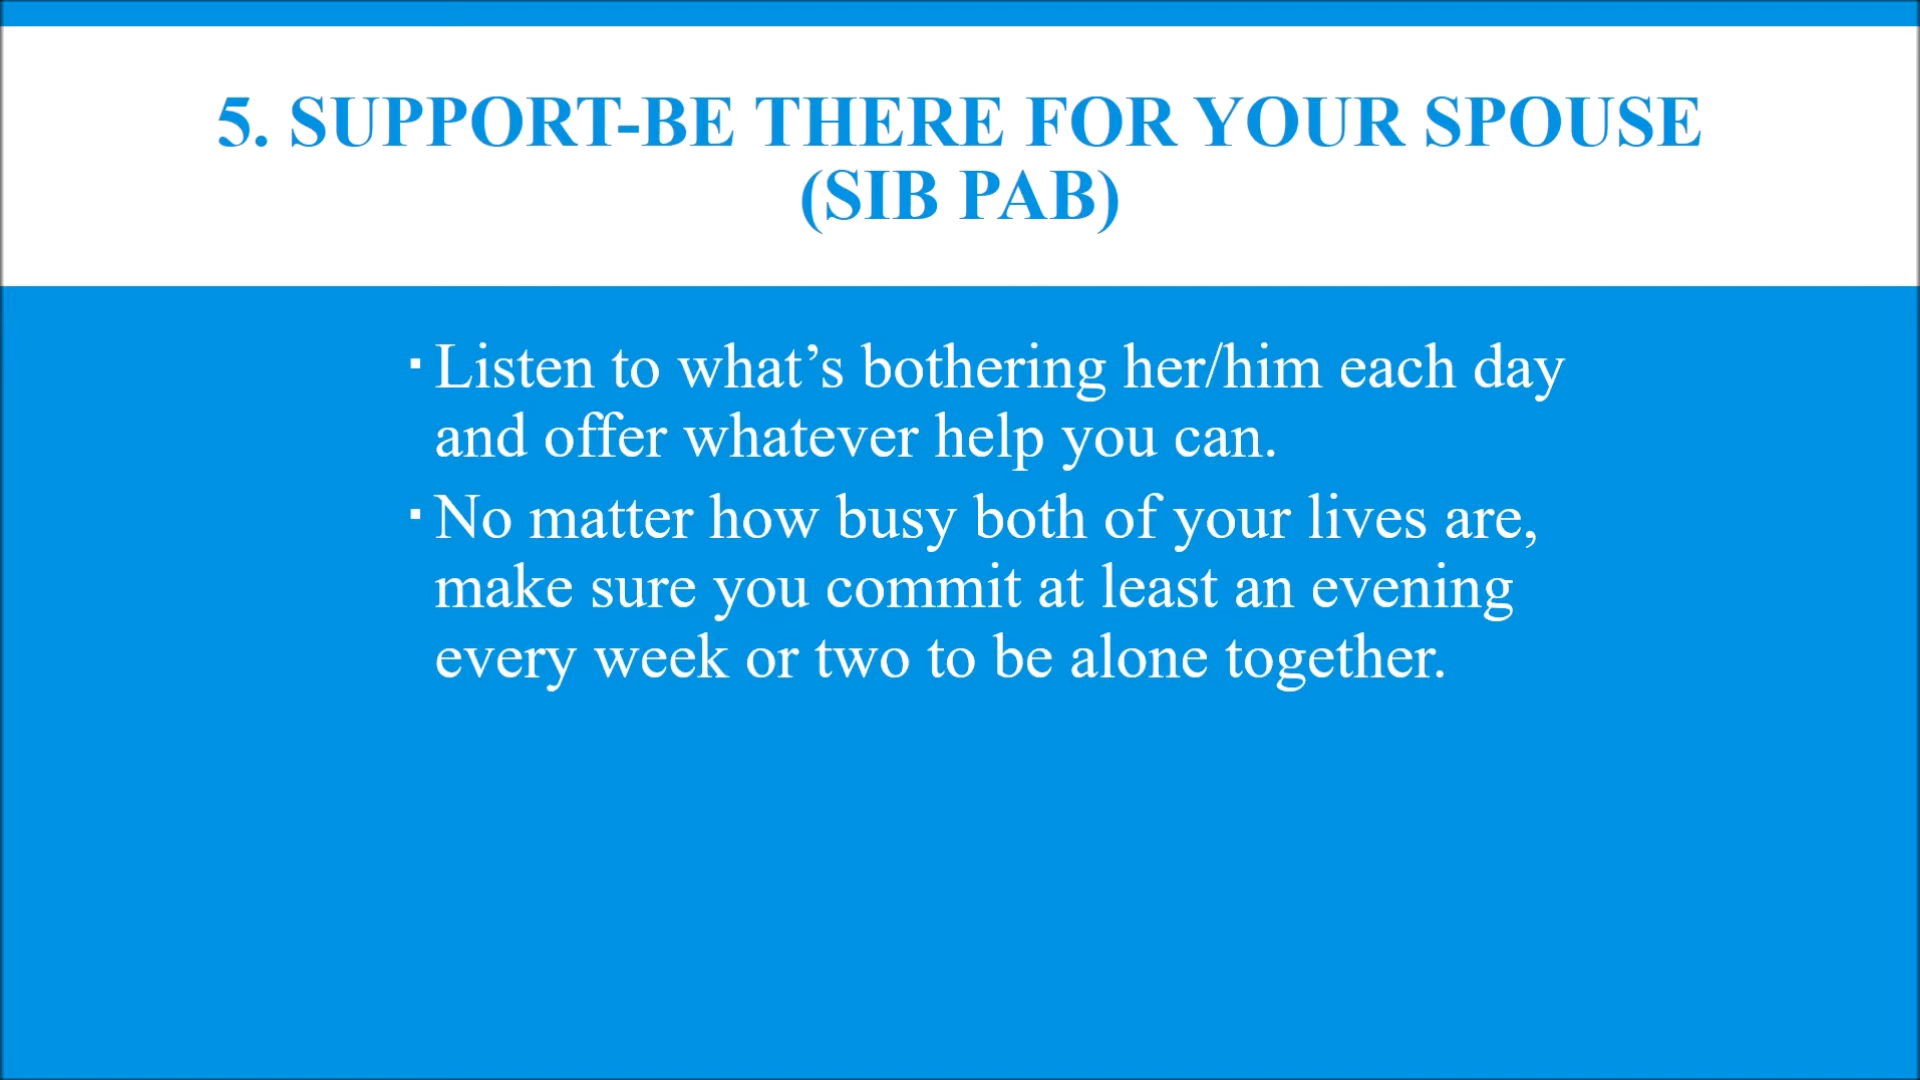 5. SUPPORT-BE THERE FOR YOUR SPOUSE
(SIB PAB)
▪ Listen to what’s bothering her/him each day
and offer whatever help you can.
▪ No matter how busy both of your lives are,
make sure you commit at least an evening
every week or two to be alone together.